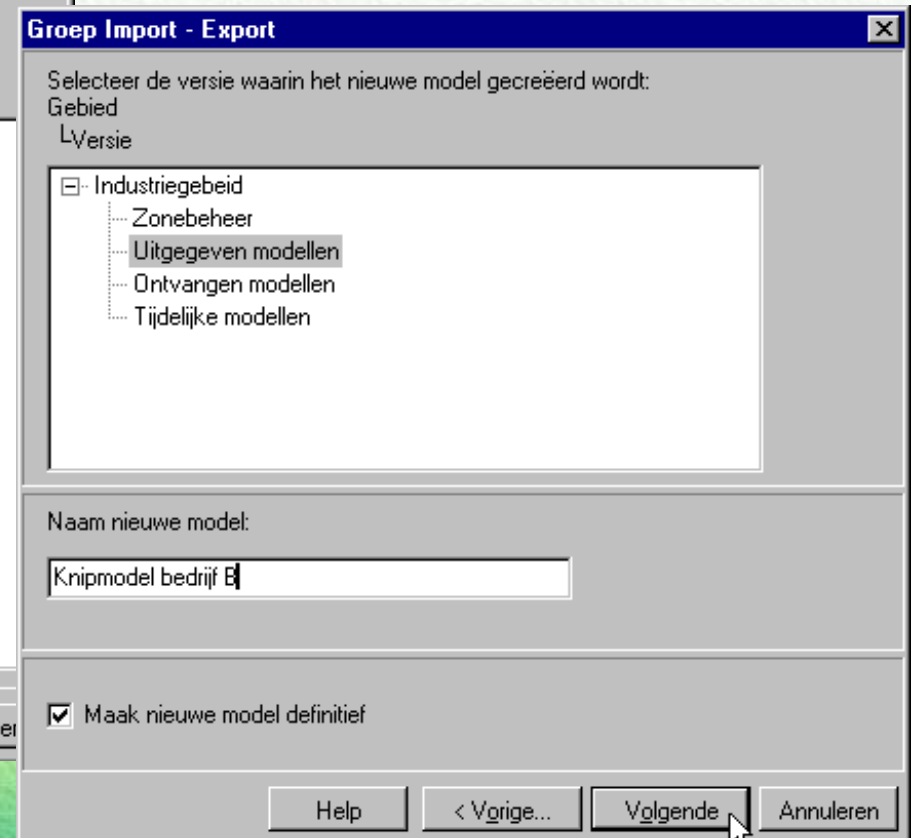 Groep Import - Export
Selecteer de versie waarin het nieuwe model gecreëerd wordt:
Gebied
Versie
Industriegebeid
Zonebeheer
Uitgegeven modellen
Ontvangen modellen
Tijdelijke modellen
Naam nieuwe model:
Knipmodel bedrijf B
Maak nieuwe model definitief
er
Help
< Vorige...
Volgende
Annuleren